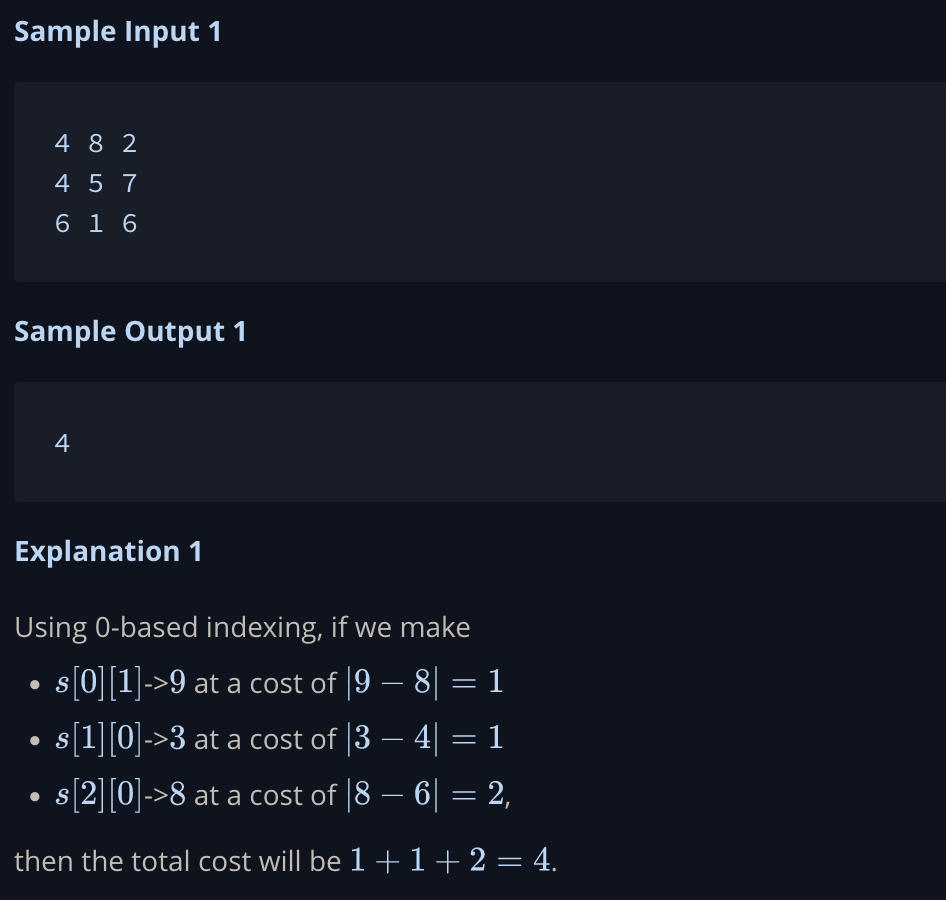 Sample Input 1
4 8 2
4 5 7
6 1 6
Sample Output 1
4
Explanation 1
Using 0-based indexing, if we make
• s[0][1]->9 at a cost of |9 − 8| = 1
• s[1][0]->3 at a cost of |3 − 4| = 1
• s[2][0]->8 at a cost of |8 − 6| = 2,
then the total cost will be 1 + 1 + 2 = 4.